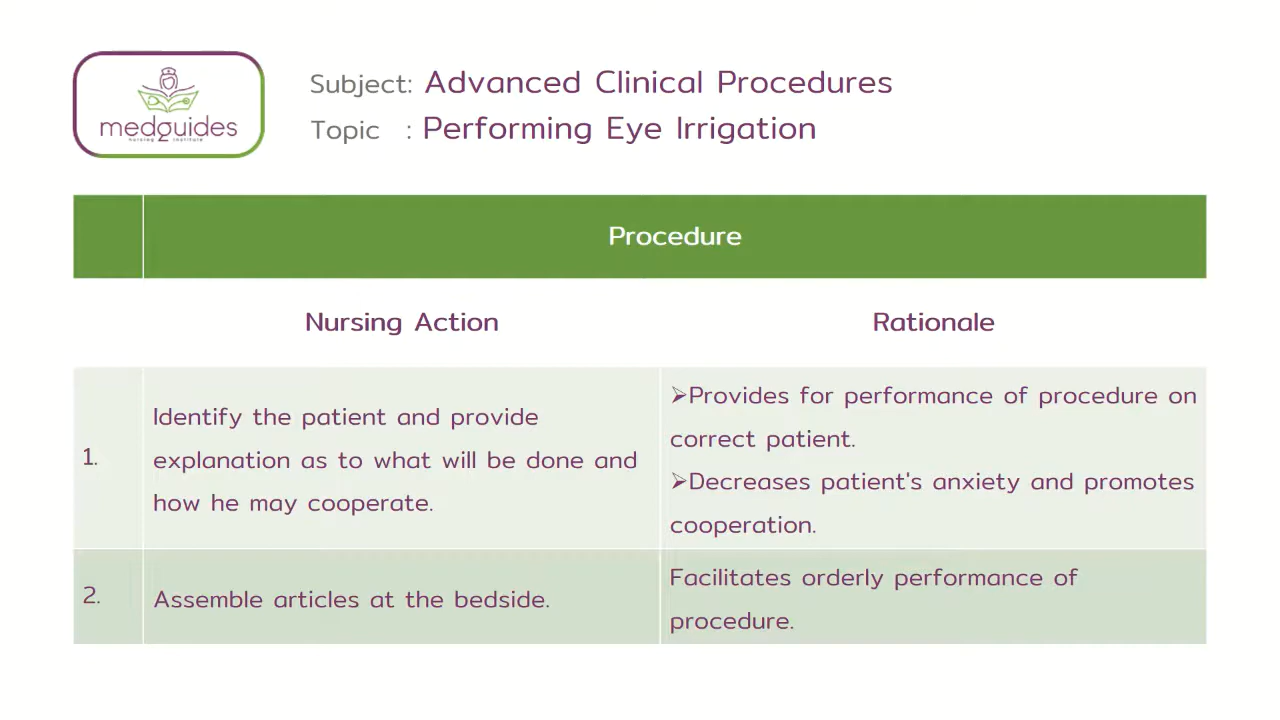 medguides
nursing institute
Subject: Advanced Clinical Procedures
Topic : Performing Eye Irrigation
Procedure
Nursing Action
Rationale
1.
Identify the patient and provide
explanation as to what will be done and
how he may cooperate.
➢Provides for performance of procedure on
correct patient.
➢Decreases patient's anxiety and promotes
cooperation.
2.
Assemble articles at the bedside.
Facilitates orderly performance of
procedure.